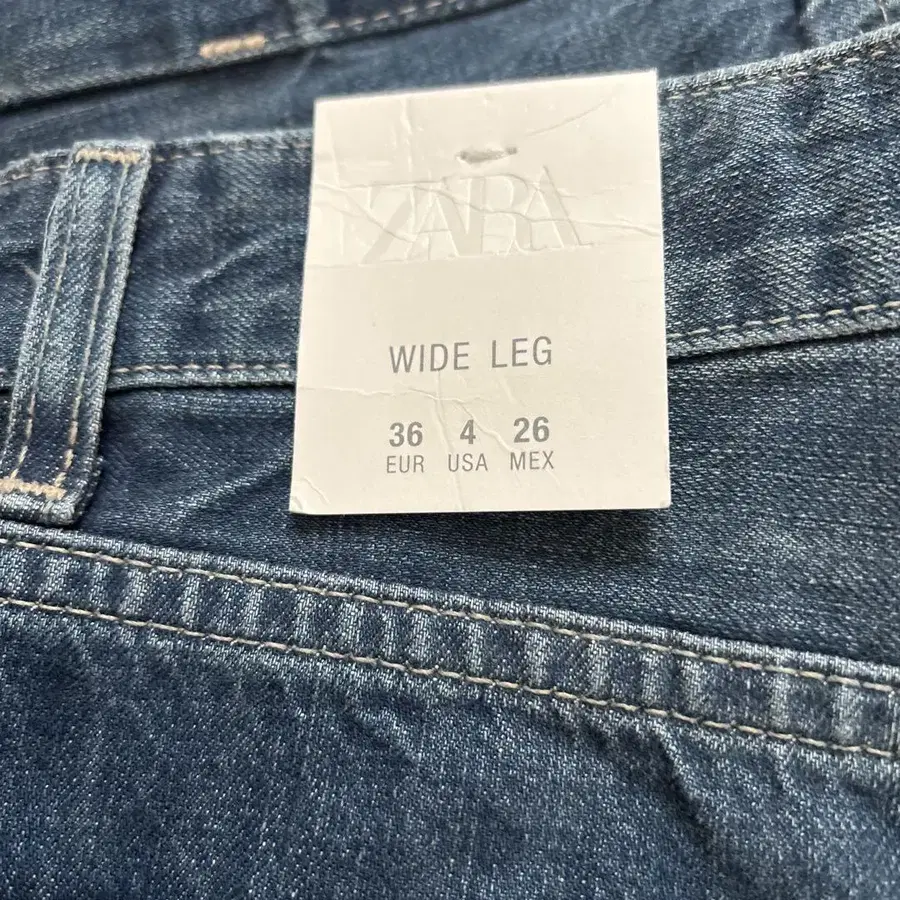 ZARA
WIDE LEG
36 4 26
EUR USA MEX